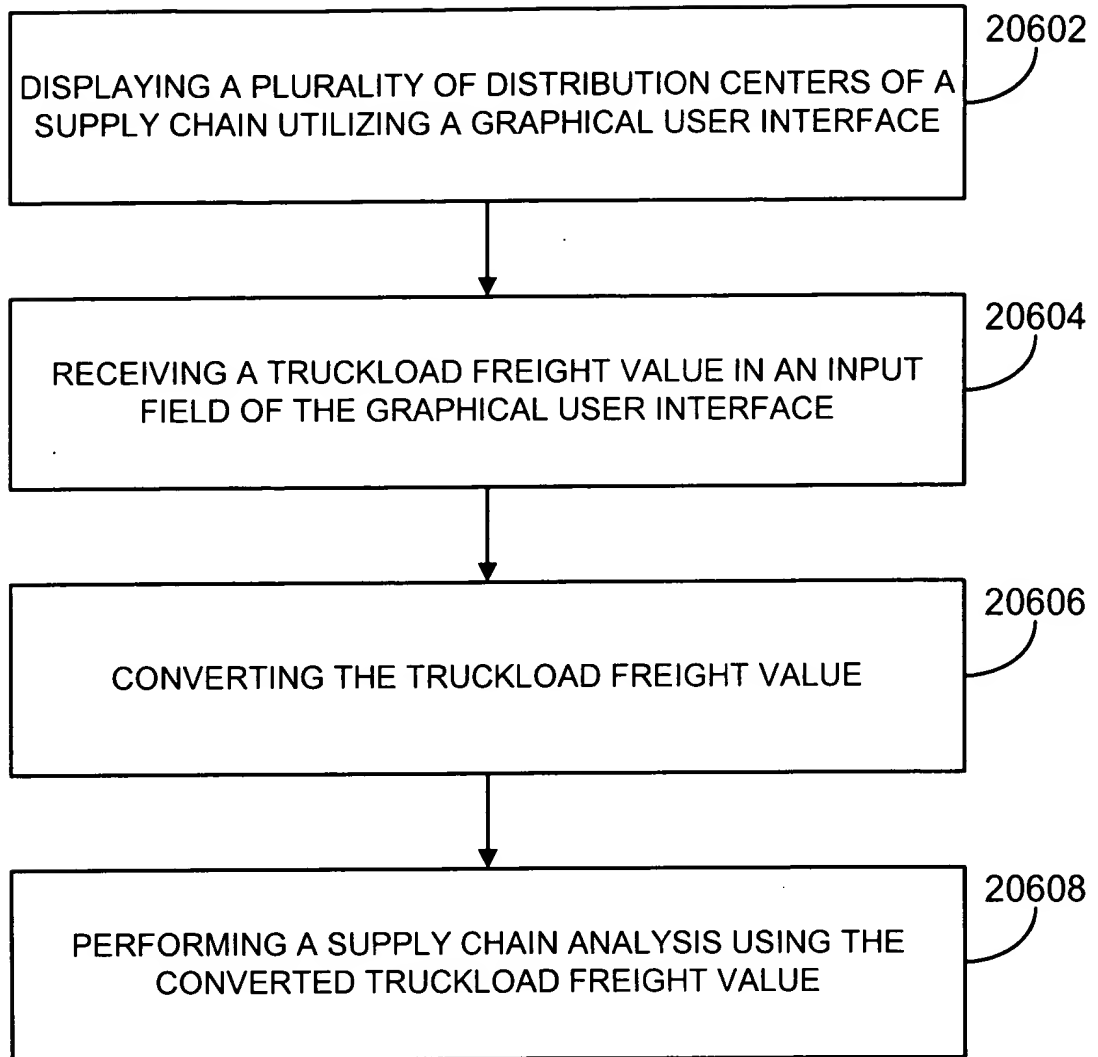 20602
DISPLAYING A PLURALITY OF DISTRIBUTION CENTERS OF A
SUPPLY CHAIN UTILIZING A GRAPHICAL USER INTERFACE
20604
RECEIVING A TRUCKLOAD FREIGHT VALUE IN AN INPUT
FIELD OF THE GRAPHICAL USER INTERFACE
20606
CONVERTING THE TRUCKLOAD FREIGHT VALUE
20608
PERFORMING A SUPPLY CHAIN ANALYSIS USING THE
CONVERTED TRUCKLOAD FREIGHT VALUE